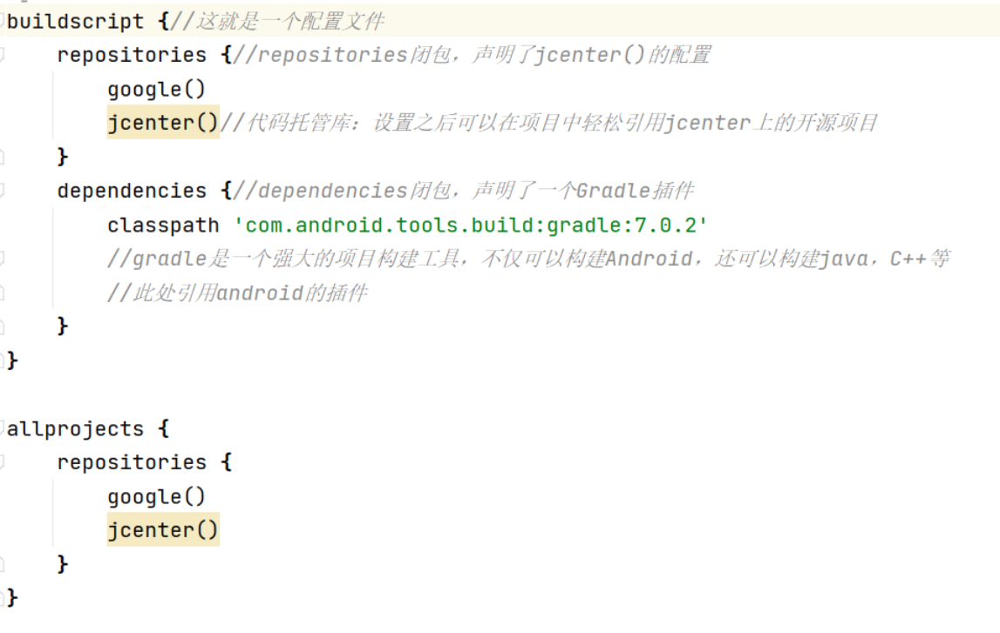 buildscript {//这就是一个配置文件
    repositories {//repositories闭包，声明了jcenter()的配置
        google()
        jcenter()//代码托管库：设置之后可以在项目中轻松引用jcenter上的开源项目
    }
    dependencies {//dependencies闭包，声明了一个Gradle插件
        classpath 'com.android.tools.build:gradle:7.0.2'
        //gradle是一个强大的项目构建工具，不仅可以构建Android，还可以构建java，C++等
        //此处引用android的插件
    }
}
allprojects {
    repositories {
        google()
        jcenter()
    }
}